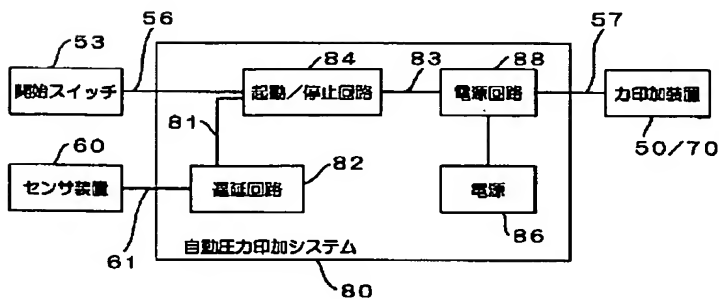 53
56
84
83
88
57
開始スイッチ
起動/停止回路
電源回路
力印加装置
81
50/70
60
82
センサ装置
遅延回路
電源
61
86
自動圧力印加システム
80